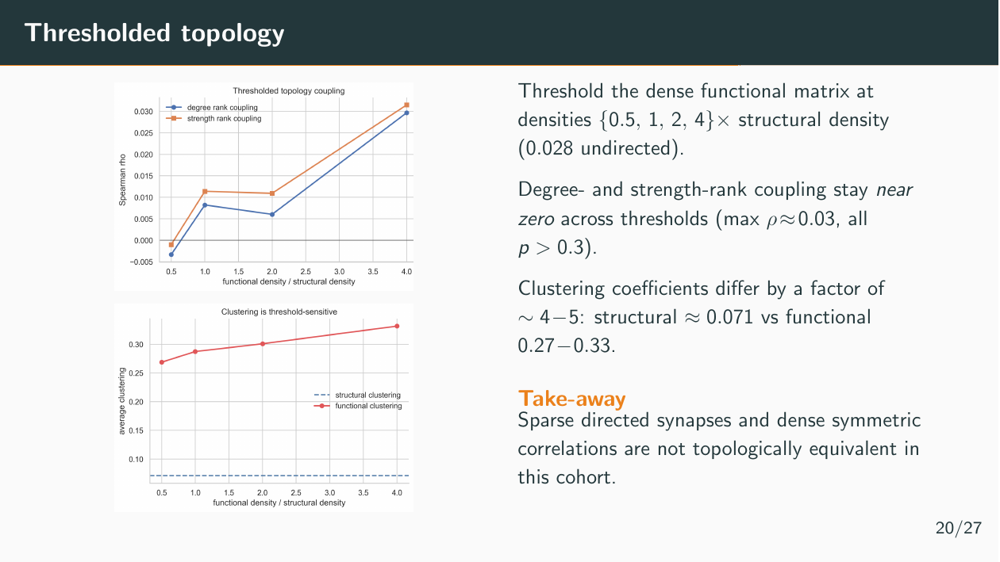 Thresholded topology
Thresholded topology coupling
degree rank coupling
strength rank coupling
0.030
0.025
0.020
0.015
0.010
0.005
0.000
−0.005
Spearman rho
0.5 1.0 1.5 2.0 2.5 3.0 3.5 4.0
functional density / structural density
Clustering is threshold-sensitive
0.30
0.25
0.20
0.15
0.10
average clustering
structural clustering
functional clustering
0.5 1.0 1.5 2.0 2.5 3.0 3.5 4.0
functional density / structural density
Threshold the dense functional matrix at
densities {0.5, 1, 2, 4}× structural density
(0.028 undirected).
Degree- and strength-rank coupling stay near
zero across thresholds (max ρ≈0.03, all
p > 0.3).
Clustering coefficients differ by a factor of
∼ 4−5: structural ≈ 0.071 vs functional
0.27−0.33.
Take-away
Sparse directed synapses and dense symmetric
correlations are not topologically equivalent in
this cohort.
20/27